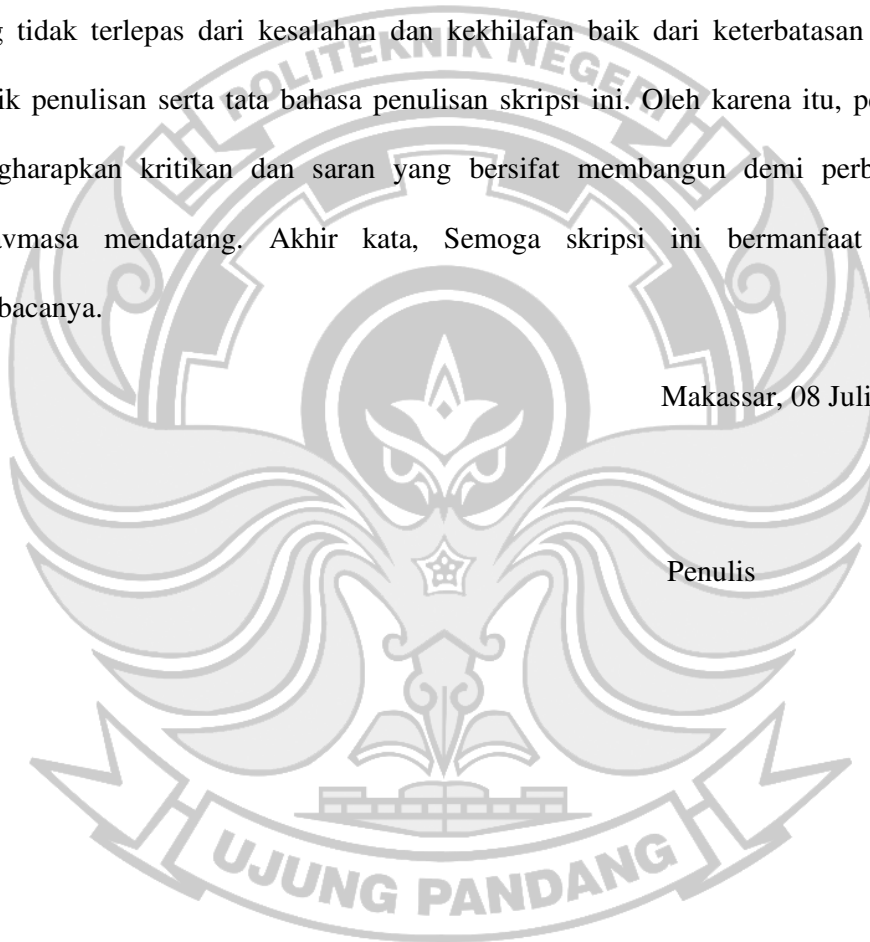 g tidak terlepas dari kesalahan dan kekhilafan baik dari keterbatasan
POLITEKNIK NEGERI
ik penulisan serta tata bahasa penulisan skripsi ini. Oleh karena itu, pe
gharapkan kritikan dan saran yang bersifat membangun demi perb
avmasa mendatang. Akhir kata, Semoga skripsi ini bermanfaat
bacanya.
Makassar, 08 Juli
Penulis
UJUNG PANDANG